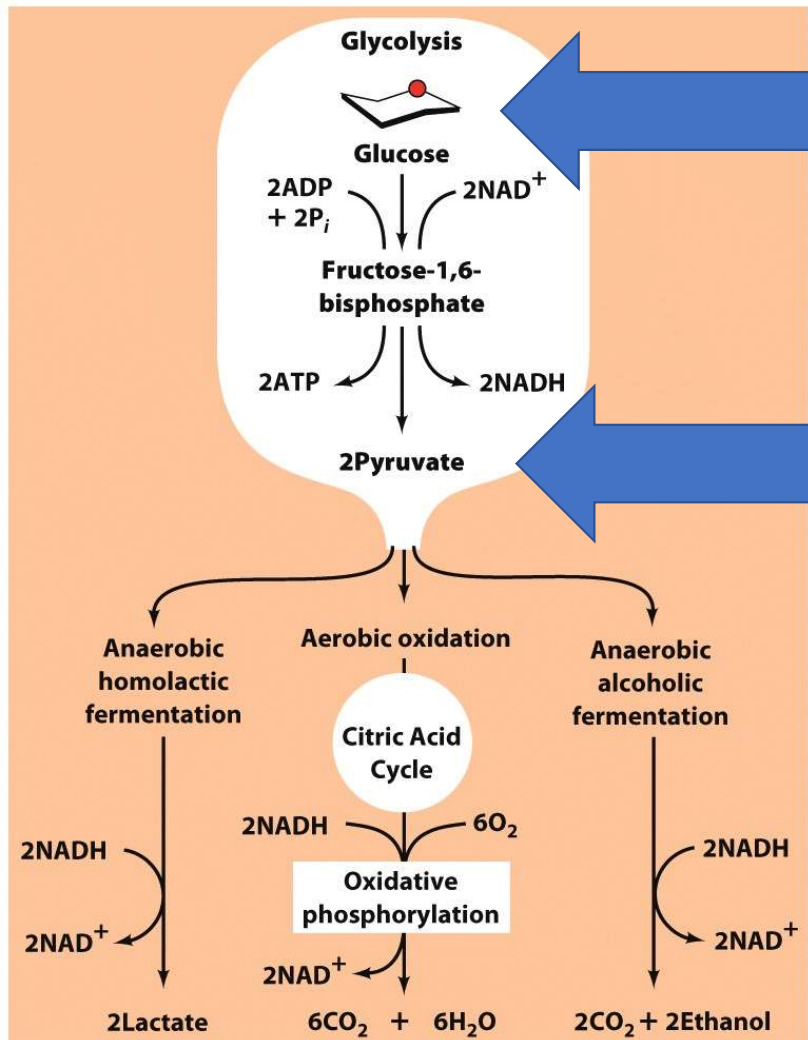 Glycolysis
Glucose
2ADP
+ 2Pi
2NAD+
Fructose-1,6-
bisphosphate
2ATP
2NADH
2Pyruvate
Anaerobic
homolactic
fermentation
Aerobic oxidation
Anaerobic
alcoholic
fermentation
Citric Acid
Cycle
2NADH
6O2
2NADH
2NADH
Oxidative
phosphorylation
2NAD+
2NAD+
2NAD+
2Lactate
6CO2 + 6H2O
2CO2 + 2Ethanol